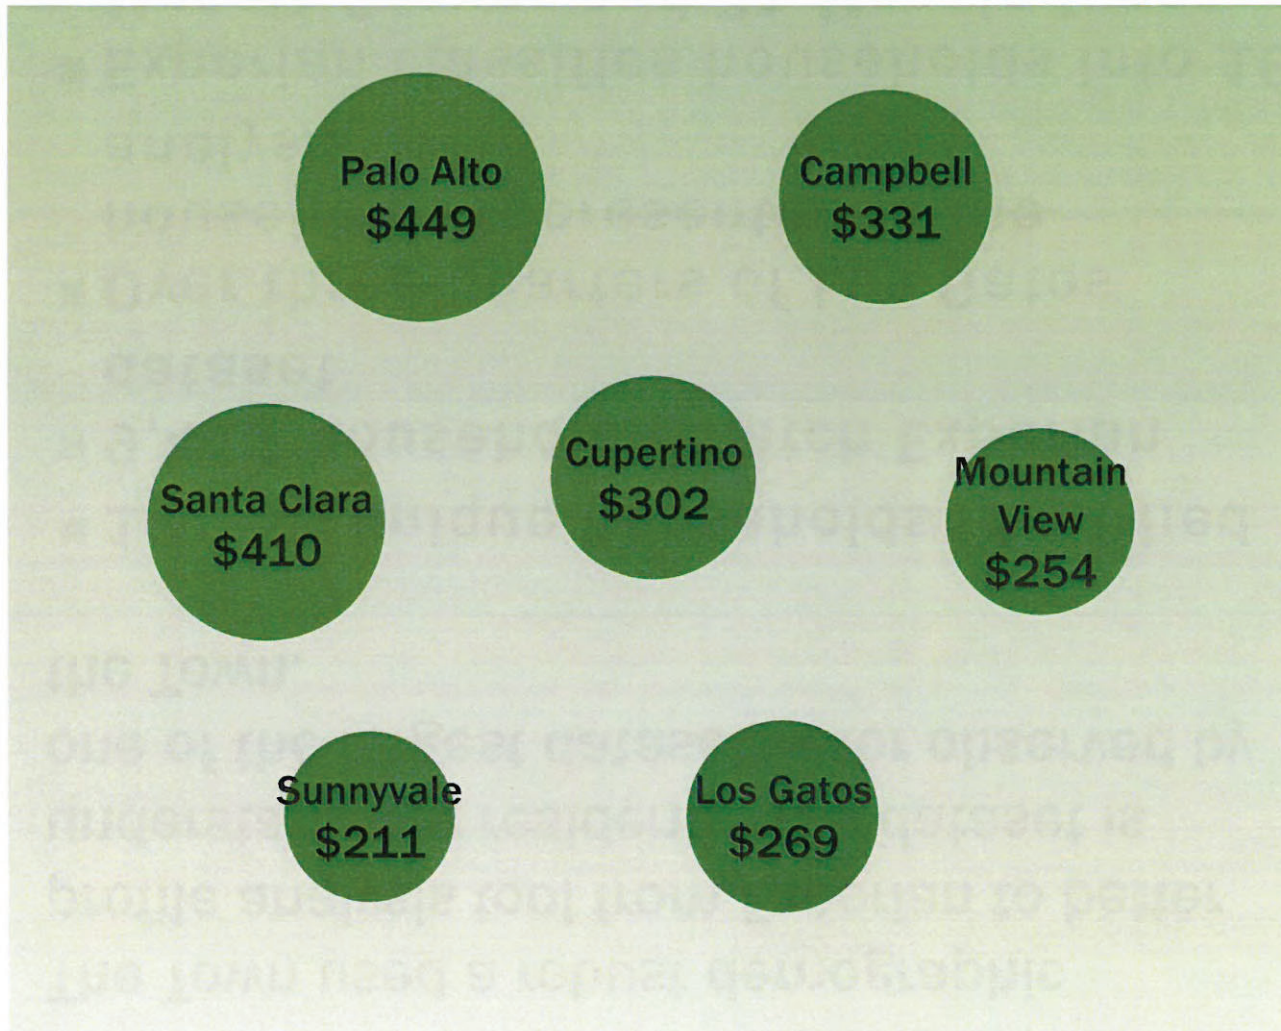 Palo Alto
$449
Campbell
$331
Cupertino
$302
Santa Clara
$410
Mountain
View
$254
Sunnyvale
$211
Los Gatos
$269